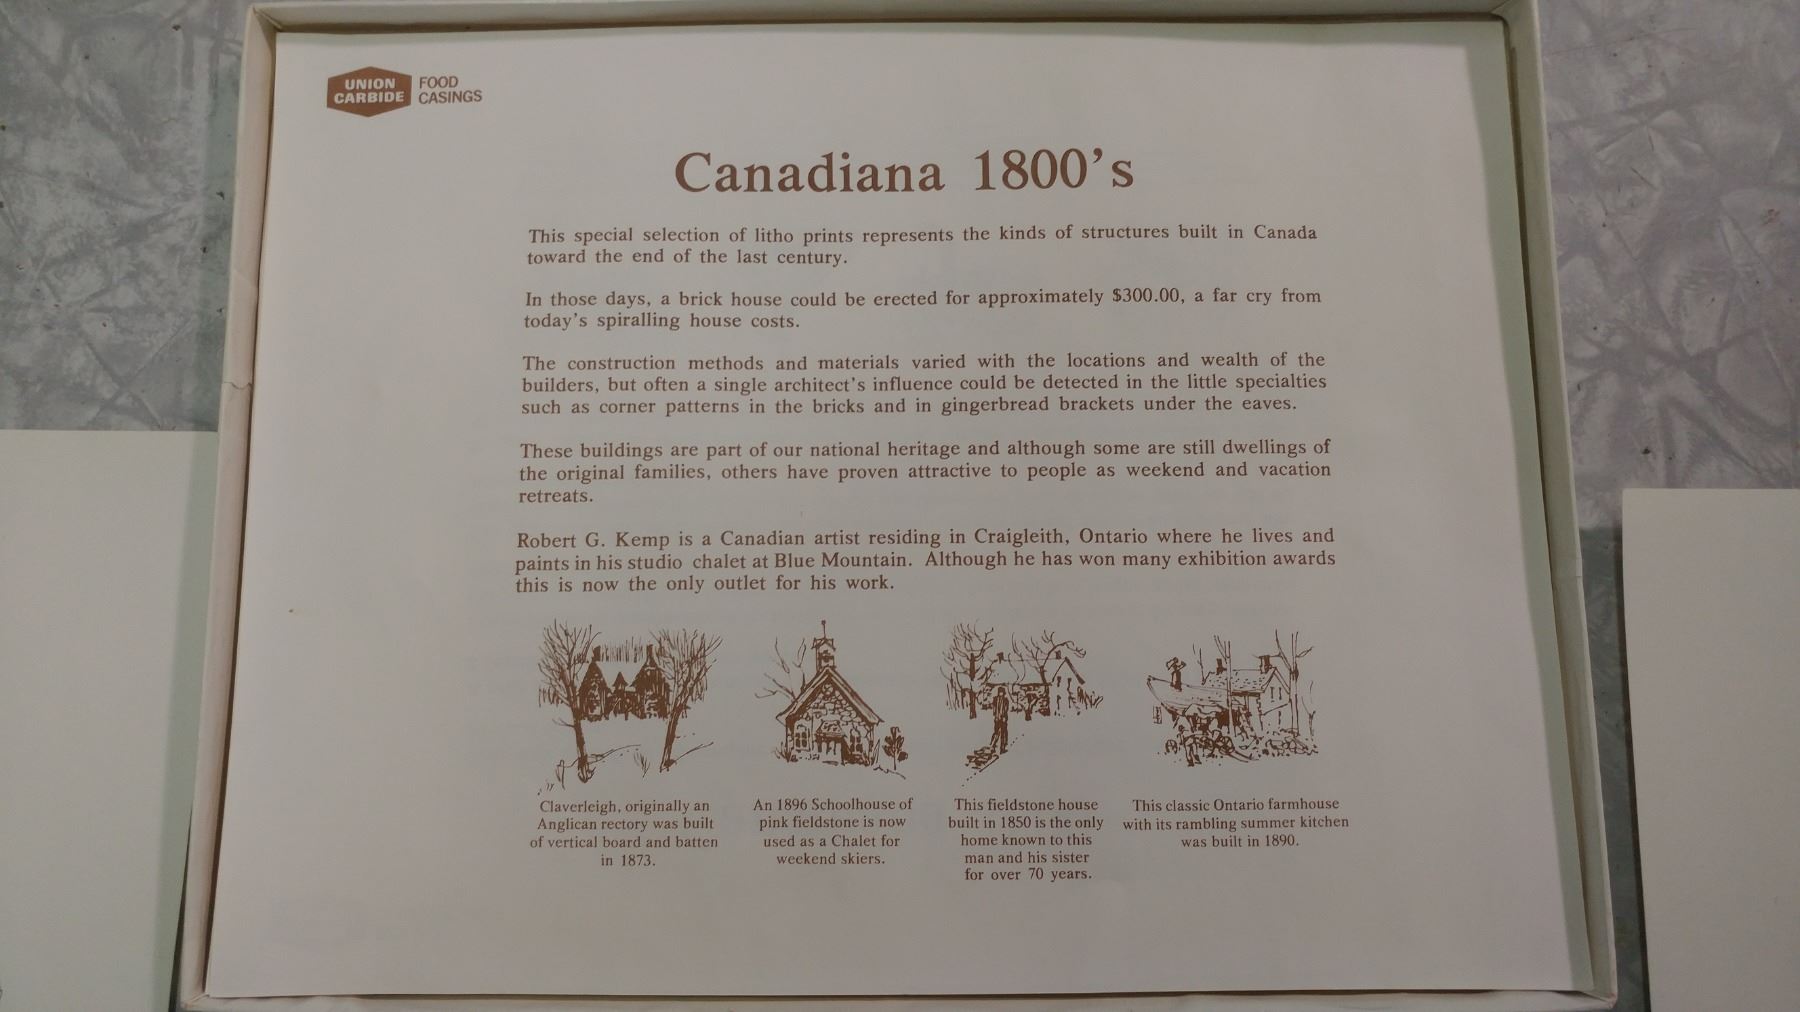 UNION
CARBIDE
FOOD
CASINGS
Canadiana 1800's
This special selection of litho prints represents the kinds of structures built in Canada
toward the end of the last century.
In those days, a brick house could be erected for approximately $300.00, a far cry from
today's spiralling house costs.
The construction methods and materials varied with the locations and wealth of the
builders, but often a single architect's influence could be detected in the little specialties
such as corner patterns in the bricks and in gingerbread brackets under the eaves.
These buildings are part of our national heritage and although some are still dwellings of
the original families, others have proven attractive to people as weekend and vacation
retreats.
Robert G. Kemp is a Canadian artist residing in Craigleith, Ontario where he lives and
paints in his studio chalet at Blue Mountain. Although he has won many exhibition awards
this is now the only outlet for his work.
Claverleigh, originally an
Anglican rectory was built
of vertical board and batten
in 1873.
An 1896 Schoolhouse of
pink fieldstone is now
used as a Chalet for
weekend skiers.
This fieldstone house
built in 1850 is the only
home known to this
man and his sister
for over 70 years.
This classic Ontario farmhouse
with its rambling summer kitchen
was built in 1890.